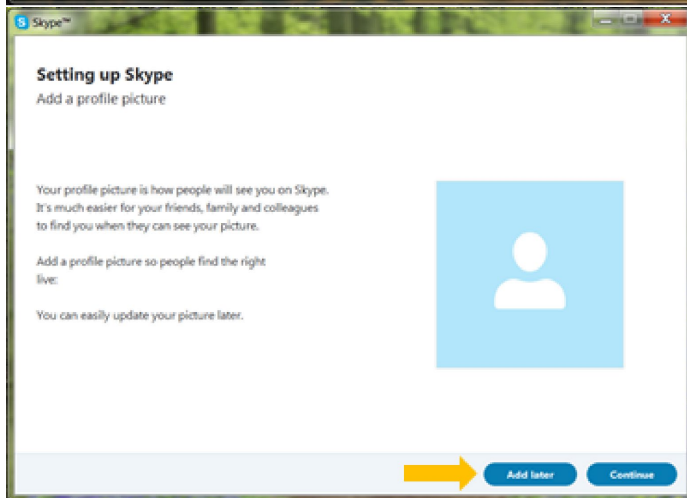 Skype™
Setting up Skype
Add a profile picture
Your profile picture is how people will see you on Skype.
It's much easier for your friends, family and colleagues
to find you when they can see your picture.
Add a profile picture so people find the right
live:
You can easily update your picture later.
Add later Continue